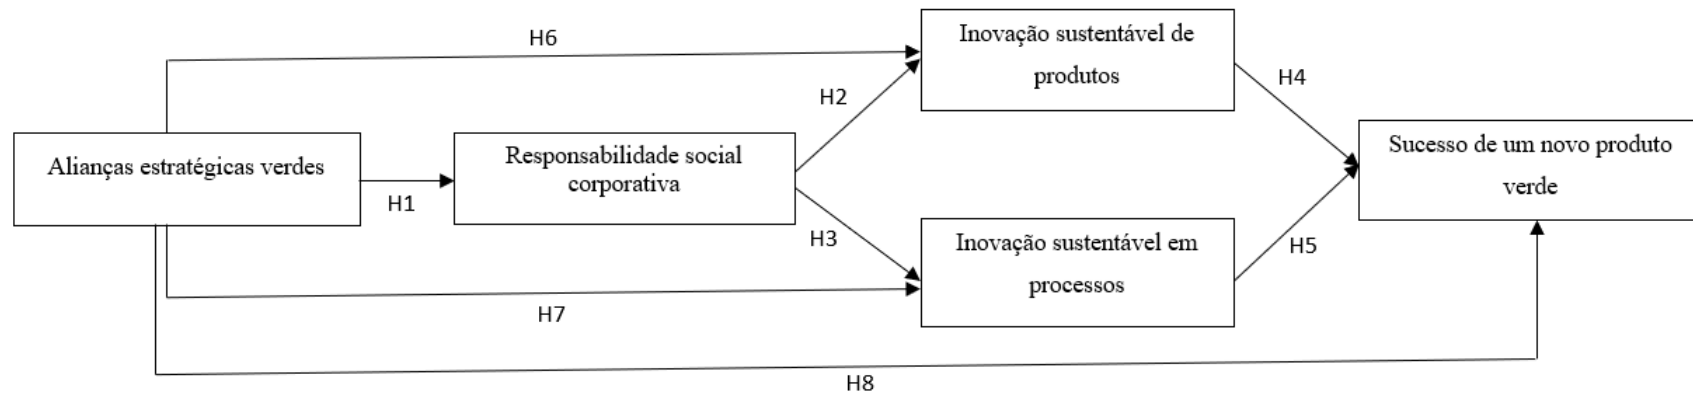 H6
Inovação sustentável de
produtos
H4
H2
Alianças estratégicas verdes
H1
Responsabilidade social
corporativa
H3
Sucesso de um novo produto
verde
Inovação sustentável em
processos
H5
H7
H8